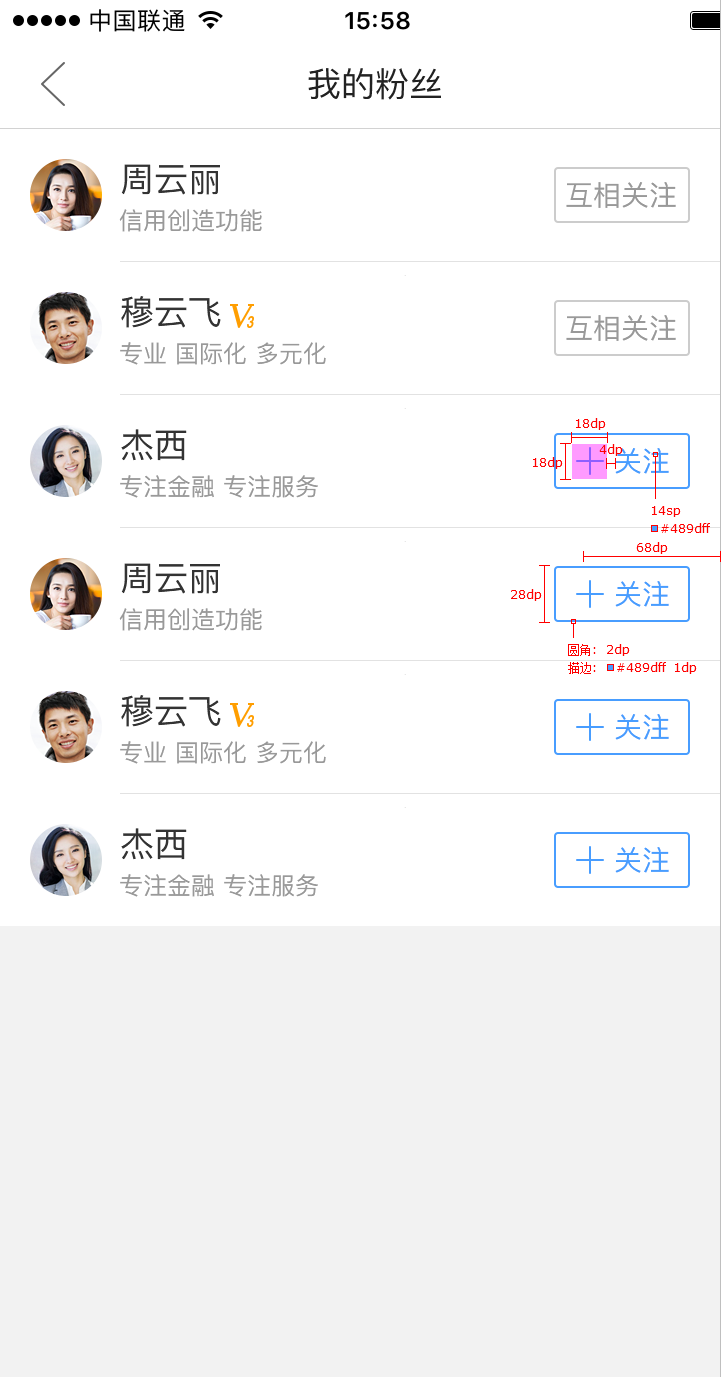 中国联通 15:58
我的粉丝
周云丽
信用创造功能
互相关注
穆云飞 V3
专业 国际化 多元化
互相关注
18dp
杰西
4dp
18dp
关注
专注金融 专注服务
14sp
#489dff
68dp
周云丽
28dp
关注
信用创造功能
圆角: 2dp
描边: #489dff 1dp
穆云飞 V3
专业 国际化 多元化
关注
杰西
专注金融 专注服务
关注